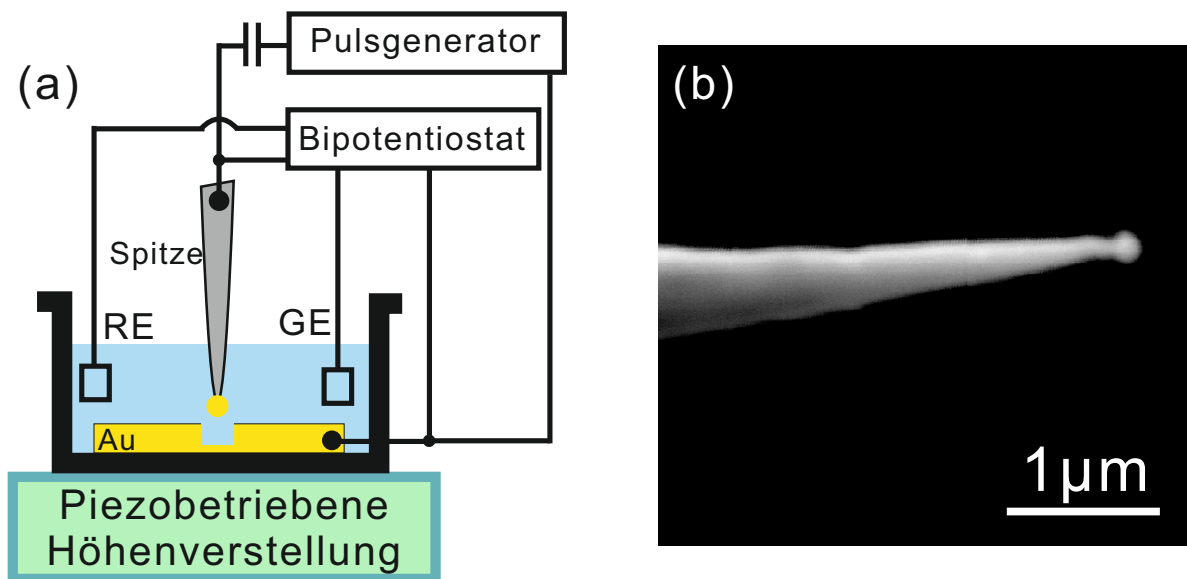 (a)
Pulsgenerator
Bipotentiostat
Spitze
RE
GE
Au
Piezobetriebene
Höhenverstellung
(b)
1µm